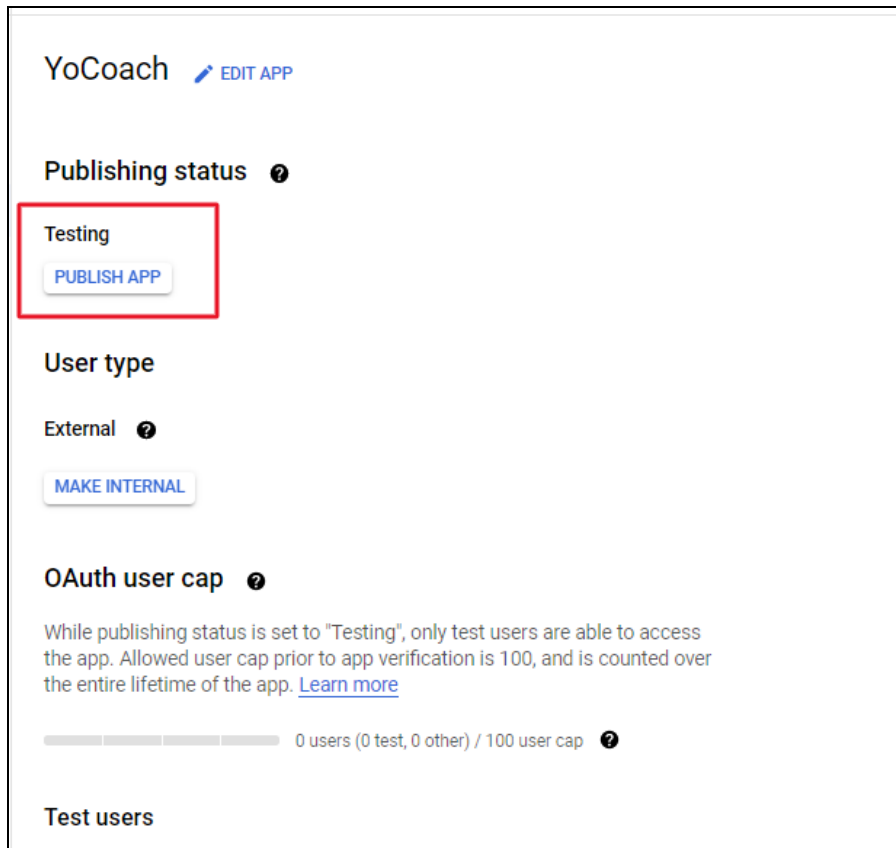 YoCoach EDIT APP
Publishing status
Testing
PUBLISH APP
User type
External
MAKE INTERNAL
OAuth user cap
While publishing status is set to "Testing", only test users are able to access
the app. Allowed user cap prior to app verification is 100, and is counted over
the entire lifetime of the app. Learn more
0 users (0 test, 0 other) / 100 user cap
Test users